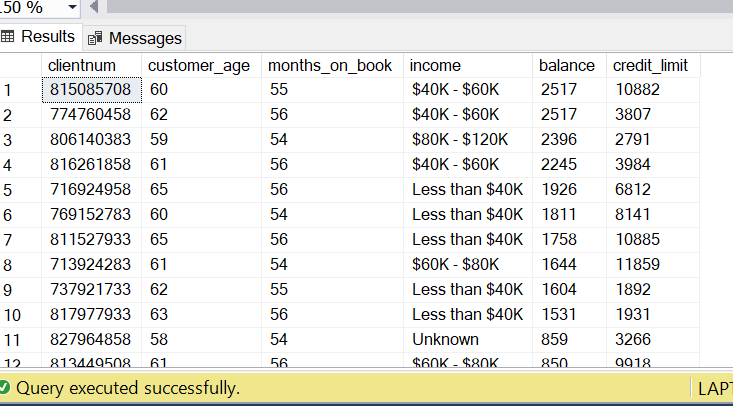 .50 %
Results Messages
clientnum customer_age months_on_book income balance credit_limit
1 815085708 60 55 $40K - $60K 2517 10882
2 774760458 62 56 $40K - $60K 2517 3807
3 806140383 59 54 $80K - $120K 2396 2791
4 816261858 61 56 $40K - $60K 2245 3984
5 716924958 65 56 Less than $40K 1926 6812
6 769152783 60 54 Less than $40K 1811 8141
7 811527933 65 56 Less than $40K 1758 10885
8 713924283 61 54 $60K - $80K 1644 11859
9 737921733 62 55 Less than $40K 1604 1892
10 817977933 63 56 Less than $40K 1531 1931
11 827964858 58 54 Unknown 859 3266
12 813449508 61 56 $60K - $80K 850 9918
Query executed successfully. LAPT